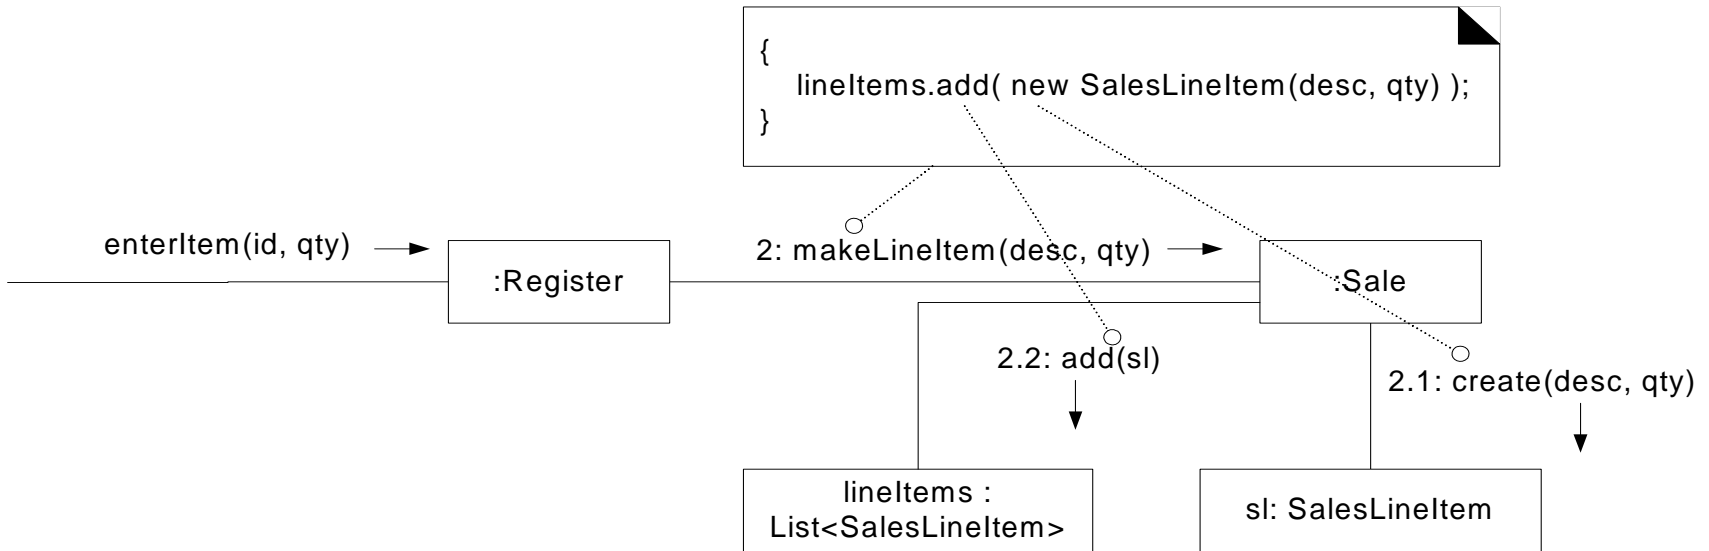 {
lineItems.add( new SalesLineItem(desc, qty) );
}
enterItem(id, qty)
2: makeLineItem(desc, qty)
:Register
:Sale
2.2: add(sl)
2.1: create(desc, qty)
lineItems :
List<SalesLineItem>
sl: SalesLineItem